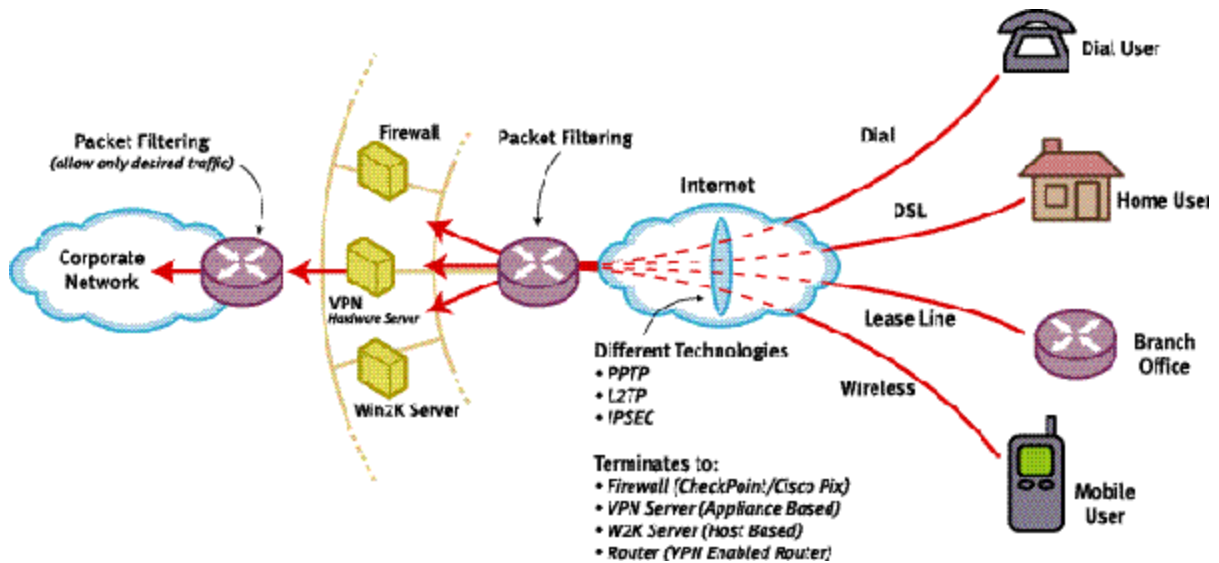 Packet Filtering
(allow only desired traffic)
Corporate
Network
Firewall
VPN
Hardware Server
Win2K Server
Packet Filtering
Internet
Different Technologies
• PPTP
• L2TP
• IPSEC
Terminates to:
• Firewall (CheckPoint/Cisco Pix)
• VPN Server (Appliance Based)
• W2K Server (Host Based)
• Router (VPN Enabled Router)
Dial
DSL
Lease Line
Wireless
Dial User
Home User
Branch
Office
Mobile
User